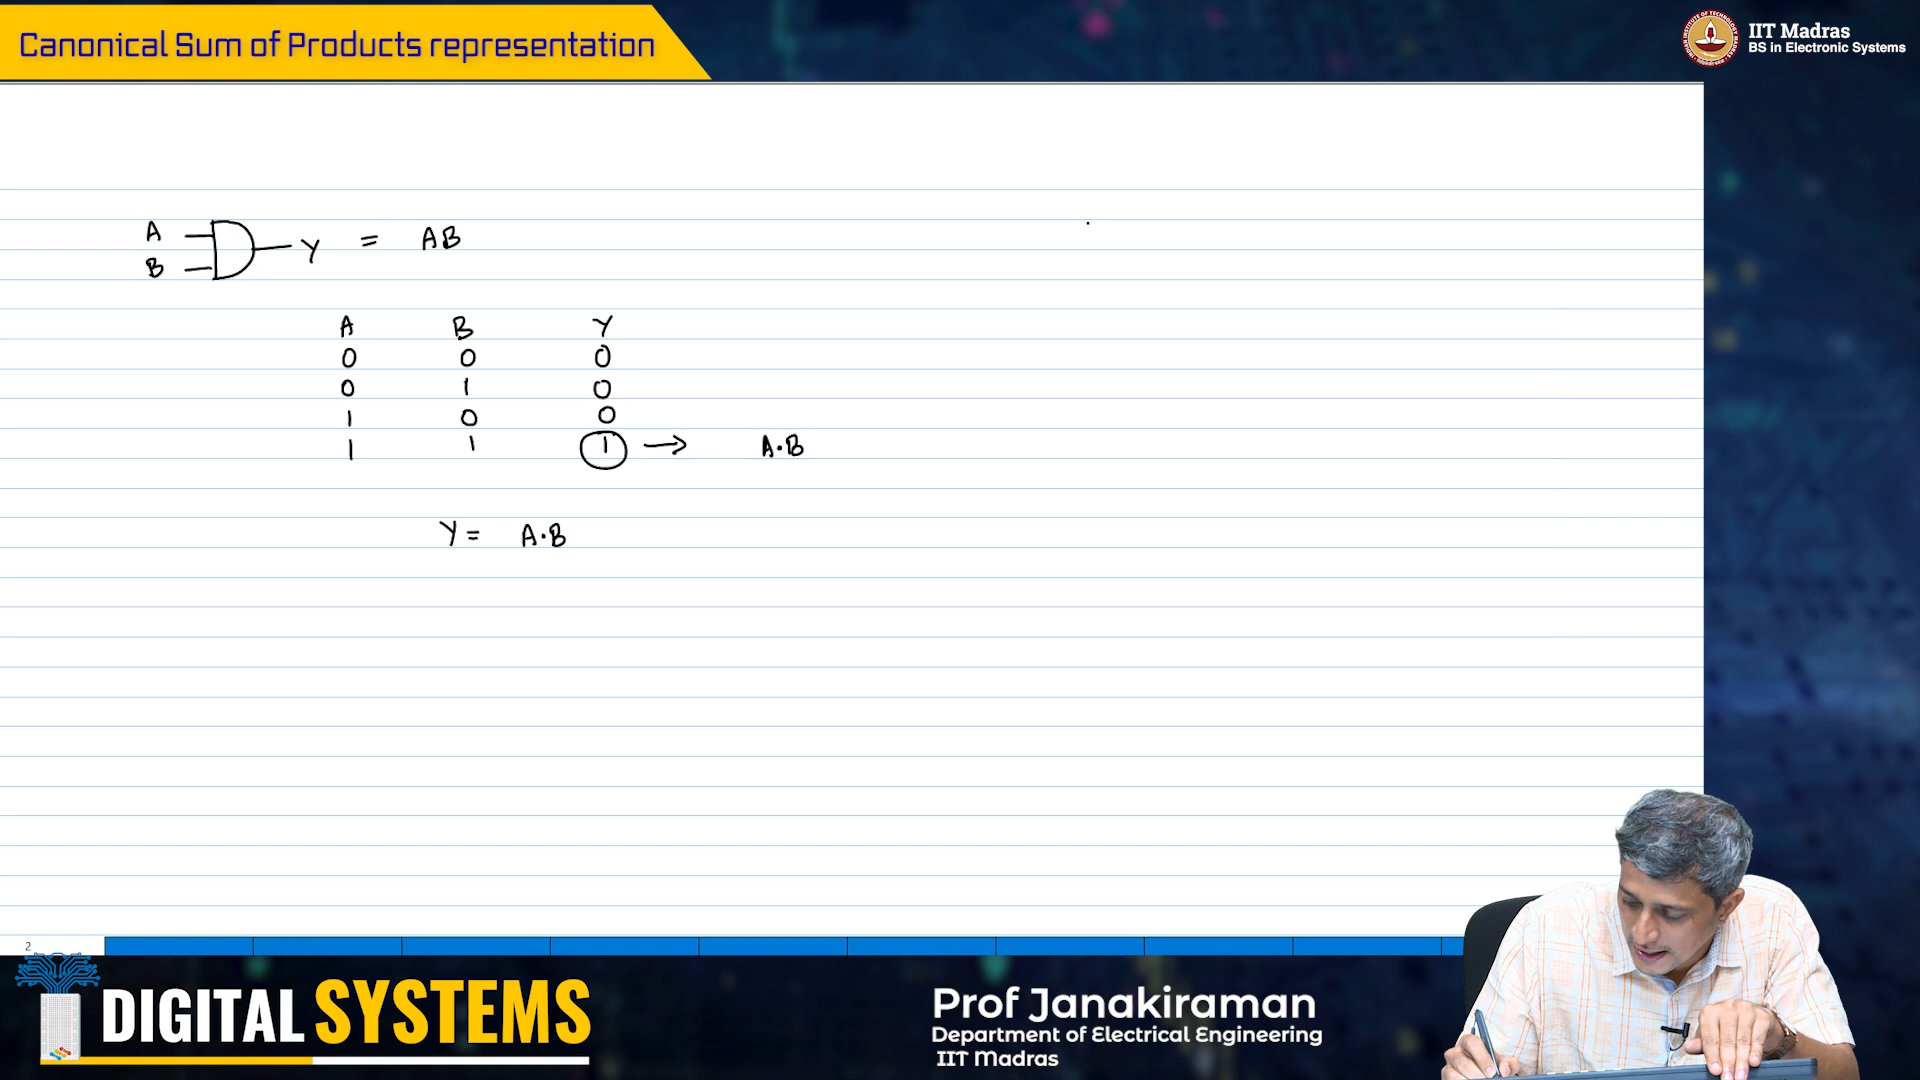 Canonical Sum of Products representation
IIT Madras
BS in Electronic Systems
A
B
Y = AB
A B Y
0 0 0
0 1 0
1 0 0
1 1 1 → A·B
Y = A·B
2
DIGITAL SYSTEMS
Prof Janakiraman
Department of Electrical Engineering
IIT Madras